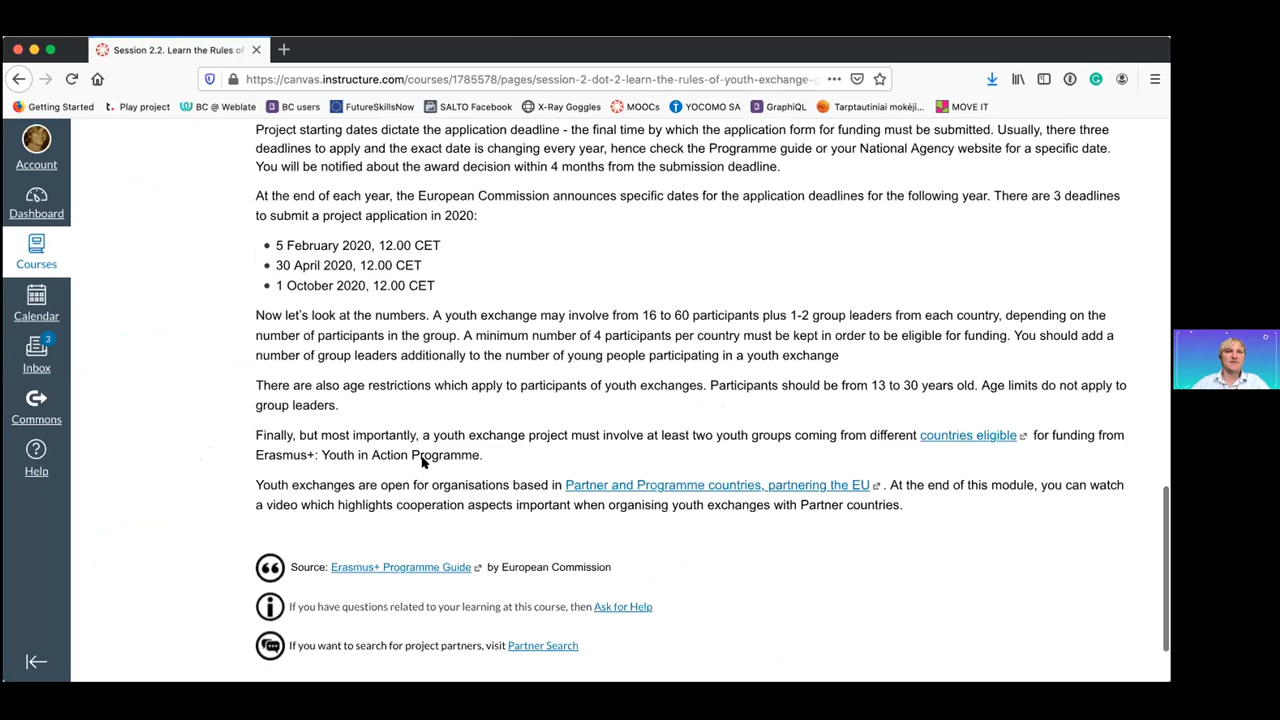 Session 2.2. Learn the Rules of
https://canvas.instructure.com/courses/1785578/pages/session-2-dot-2-learn-the-rules-of-youth-exchange-
Getting Started Play project BC @ Weblate BC users FutureSkillsNow SALTO Facebook X-Ray Goggles MOOCs YOCOMO SA GraphiQL Tarptautiniai mokėji... MOVE IT
Account
Dashboard
Courses
Calendar
3
Inbox
Commons
Help
Project starting dates dictate the application deadline - the final time by which the application form for funding must be submitted. Usually, there three
deadlines to apply and the exact date is changing every year, hence check the Programme guide or your National Agency website for a specific date.
You will be notified about the award decision within 4 months from the submission deadline.
At the end of each year, the European Commission announces specific dates for the application deadlines for the following year. There are 3 deadlines
to submit a project application in 2020:
• 5 February 2020, 12.00 CET
• 30 April 2020, 12.00 CET
• 1 October 2020, 12.00 CET
Now let's look at the numbers. A youth exchange may involve from 16 to 60 participants plus 1-2 group leaders from each country, depending on the
number of participants in the group. A minimum number of 4 participants per country must be kept in order to be eligible for funding. You should add a
number of group leaders additionally to the number of young people participating in a youth exchange
There are also age restrictions which apply to participants of youth exchanges. Participants should be from 13 to 30 years old. Age limits do not apply to
group leaders.
Finally, but most importantly, a youth exchange project must involve at least two youth groups coming from different countries eligible for funding from
Erasmus+: Youth in Action Programme.
Youth exchanges are open for organisations based in Partner and Programme countries, partnering the EU . At the end of this module, you can watch
a video which highlights cooperation aspects important when organising youth exchanges with Partner countries.
Source: Erasmus+ Programme Guide by European Commission
If you have questions related to your learning at this course, then Ask for Help
If you want to search for project partners, visit Partner Search